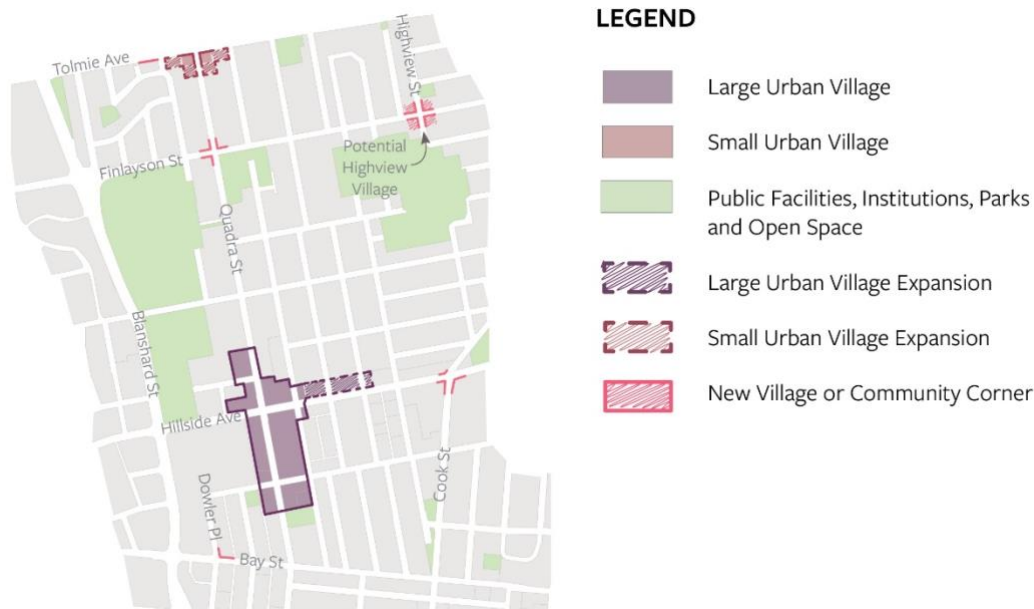 Tolmie Ave
Highview St
Potential
Highview
Village
Finlayson St
Quadra St
Blanshard St
Hillside Ave
Cook St
Dowler Pl
Bay St
LEGEND
Large Urban Village
Small Urban Village
Public Facilities, Institutions, Parks
and Open Space
Large Urban Village Expansion
Small Urban Village Expansion
New Village or Community Corner